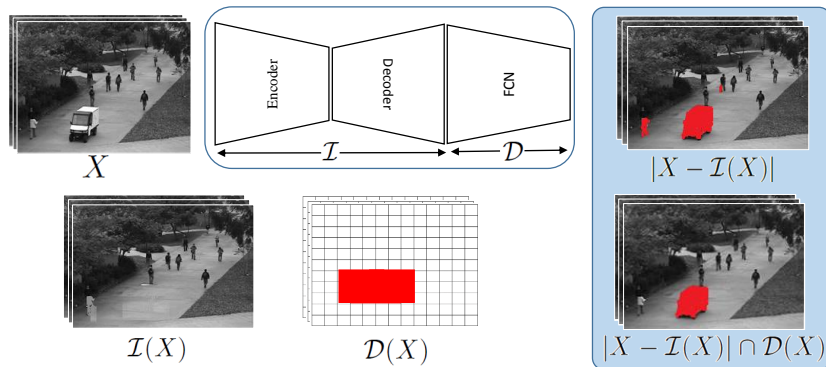 Encoder
Decoder
FCN
ℐ
𝒟
X
|X − ℐ(X)|
ℐ(X)
𝒟(X)
|X − ℐ(X)| ∩ 𝒟(X)